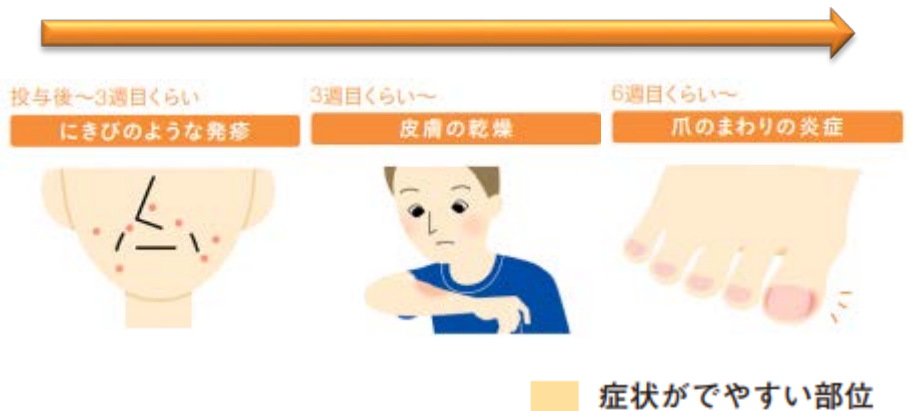 投与後～3週目くらい
にきびのような発疹
3週目くらい～
皮膚の乾燥
6週目くらい～
爪のまわりの炎症
症状がでやすい部位